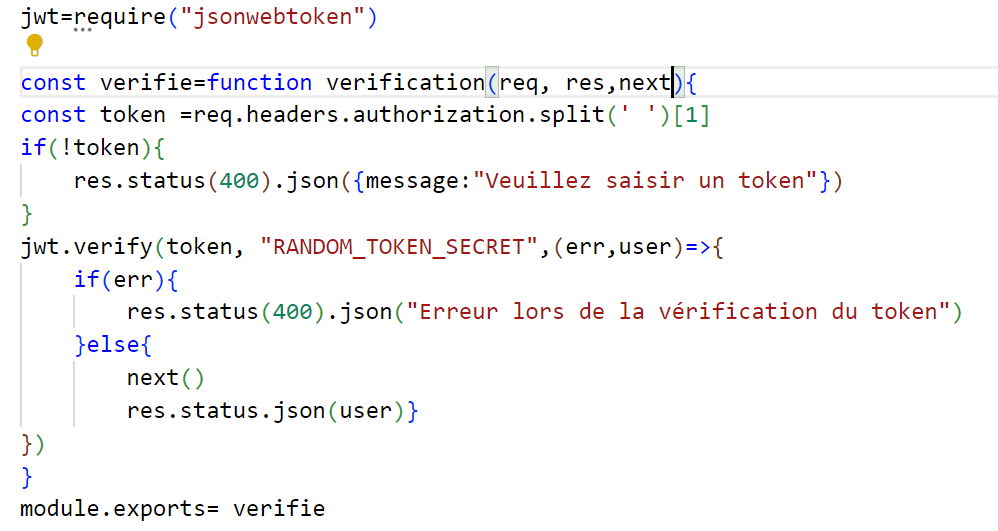 jwt=require("jsonwebtoken")
const verifie=function verification(req, res,next){
const token =req.headers.authorization.split(' ')[1]
if(!token){
    res.status(400).json({message:"Veuillez saisir un token"})
}
jwt.verify(token, "RANDOM_TOKEN_SECRET",(err,user)=>{
    if(err){
        res.status(400).json("Erreur lors de la vérification du token")
    }else{
        next()
        res.status.json(user)}
})
}
module.exports= verifie